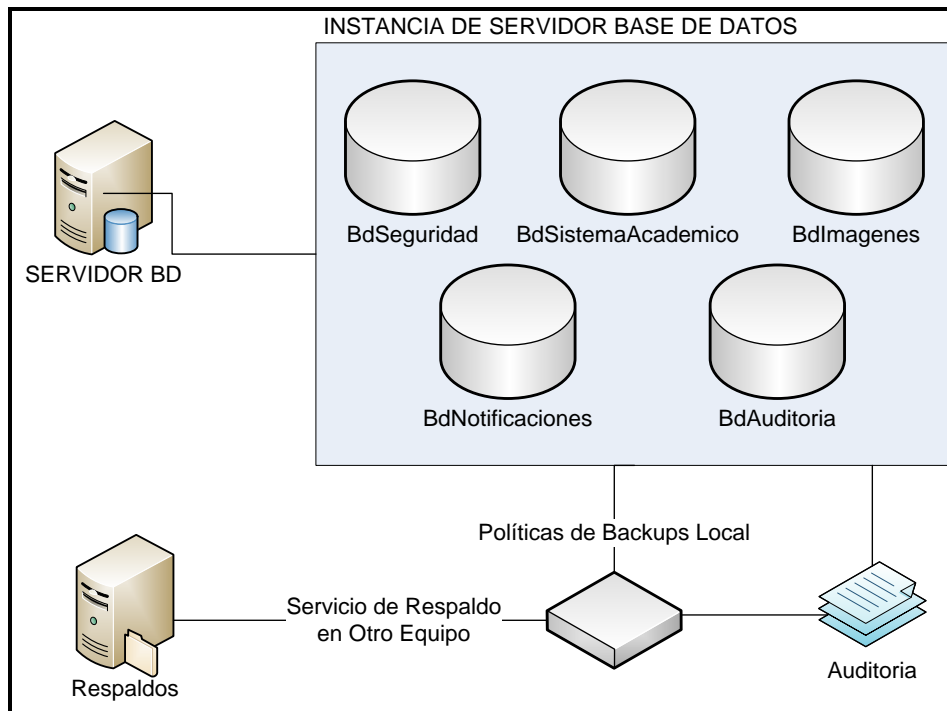 INSTANCIA DE SERVIDOR BASE DE DATOS
BdSeguridad
BdSistemaAcademico
BdImagenes
SERVIDOR BD
BdNotificaciones
BdAuditoria
Políticas de Backups Local
Servicio de Respaldo
en Otro Equipo
Respaldos
Auditoria